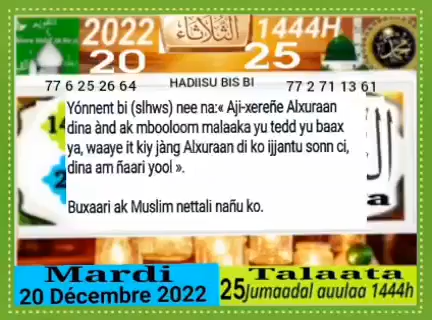 2022 الثلاثاء 1444H
20 25
77 6 25 26 64 HADIISU BIS BI 77 2 71 13 61
Yónnent bi (slhws) nee na:« Aji-xereñe Alxuraan
dina ànd ak mbooloom malaaka yu tedd yu baax
ya, waaye it kiy jàng Alxuraan di ko ijjantu sonn ci,
dina am ñaari yool ».
Buxaari ak Muslim nettali nañu ko.
Mardi
20 Décembre 2022
Talaata
25 Jumaadal auulaa 1444h